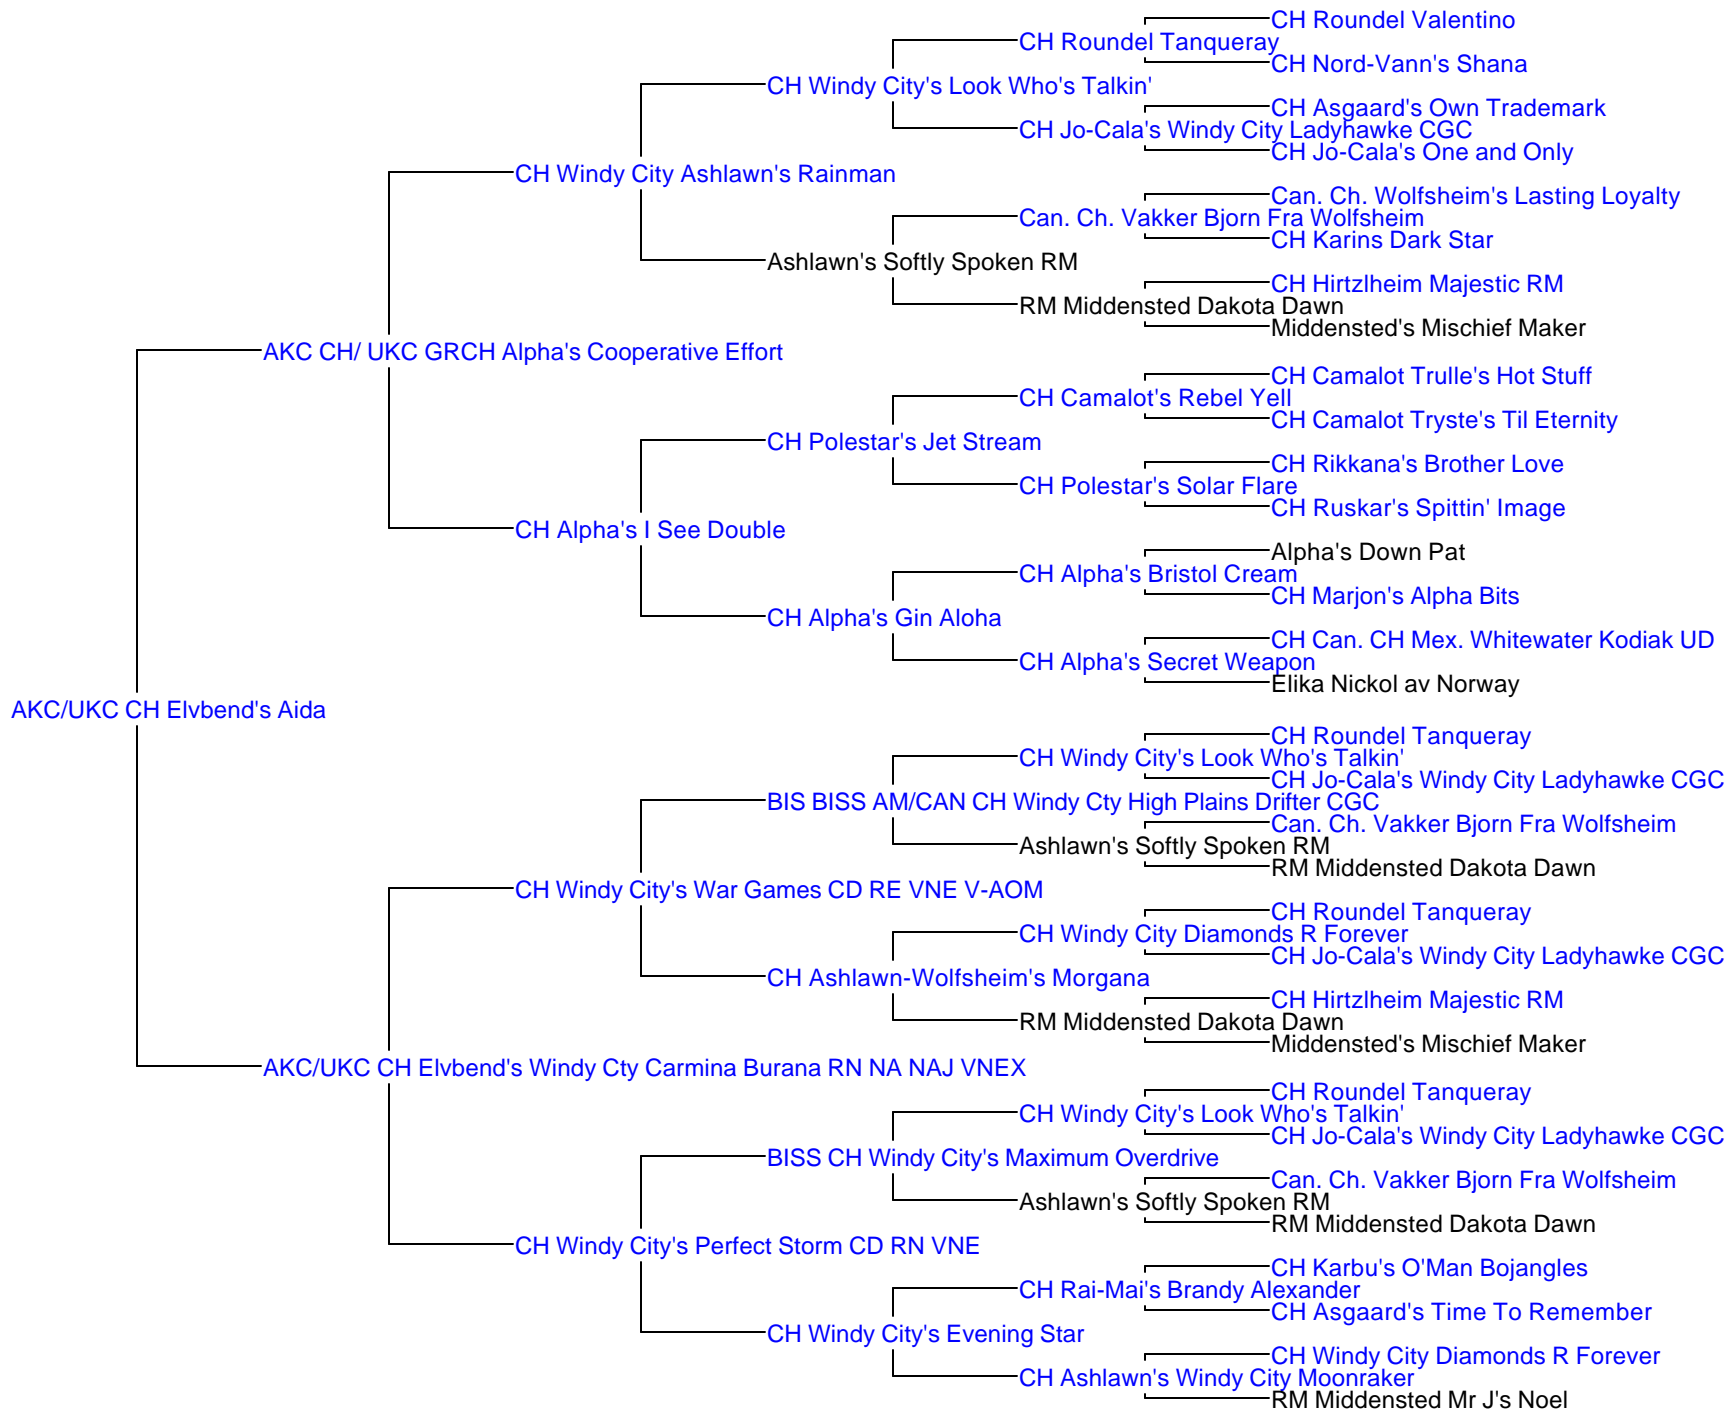 CH Roundel Valentino
CH Roundel Tanqueray
CH Nord-Vann's Shana
CH Windy City's Look Who's Talkin'
CH Asgaard's Own Trademark
CH Jo-Cala's Windy City Ladyhawke CGC
CH Jo-Cala's One and Only
CH Windy City Ashlawn's Rainman
Can. Ch. Wolfsheim's Lasting Loyalty
Can. Ch. Vakker Bjorn Fra Wolfsheim
CH Karins Dark Star
Ashlawn's Softly Spoken RM
CH Hirtzlheim Majestic RM
RM Middensted Dakota Dawn
Middensted's Mischief Maker
AKC CH/ UKC GRCH Alpha's Cooperative Effort
CH Camalot Trulle's Hot Stuff
CH Camalot's Rebel Yell
CH Camalot Tryste's Til Eternity
CH Polestar's Jet Stream
CH Rikkana's Brother Love
CH Polestar's Solar Flare
CH Ruskar's Spittin' Image
CH Alpha's I See Double
Alpha's Down Pat
CH Alpha's Bristol Cream
CH Marjon's Alpha Bits
CH Alpha's Gin Aloha
CH Can. CH Mex. Whitewater Kodiak UD
CH Alpha's Secret Weapon
Elika Nickol av Norway
AKC/UKC CH Elvbend's Aida
CH Roundel Tanqueray
CH Windy City's Look Who's Talkin'
CH Jo-Cala's Windy City Ladyhawke CGC
BIS BISS AM/CAN CH Windy Cty High Plains Drifter CGC
Can. Ch. Vakker Bjorn Fra Wolfsheim
Ashlawn's Softly Spoken RM
RM Middensted Dakota Dawn
CH Windy City's War Games CD RE VNE V-AOM
CH Roundel Tanqueray
CH Windy City Diamonds R Forever
CH Jo-Cala's Windy City Ladyhawke CGC
CH Ashlawn-Wolfsheim's Morgana
CH Hirtzlheim Majestic RM
RM Middensted Dakota Dawn
Middensted's Mischief Maker
AKC/UKC CH Elvbend's Windy Cty Carmina Burana RN NA NAJ VNEX
CH Roundel Tanqueray
CH Windy City's Look Who's Talkin'
CH Jo-Cala's Windy City Ladyhawke CGC
BISS CH Windy City's Maximum Overdrive
Can. Ch. Vakker Bjorn Fra Wolfsheim
Ashlawn's Softly Spoken RM
RM Middensted Dakota Dawn
CH Windy City's Perfect Storm CD RN VNE
CH Karbu's O'Man Bojangles
CH Rai-Mai's Brandy Alexander
CH Asgaard's Time To Remember
CH Windy City's Evening Star
CH Windy City Diamonds R Forever
CH Ashlawn's Windy City Moonraker
RM Middensted Mr J's Noel